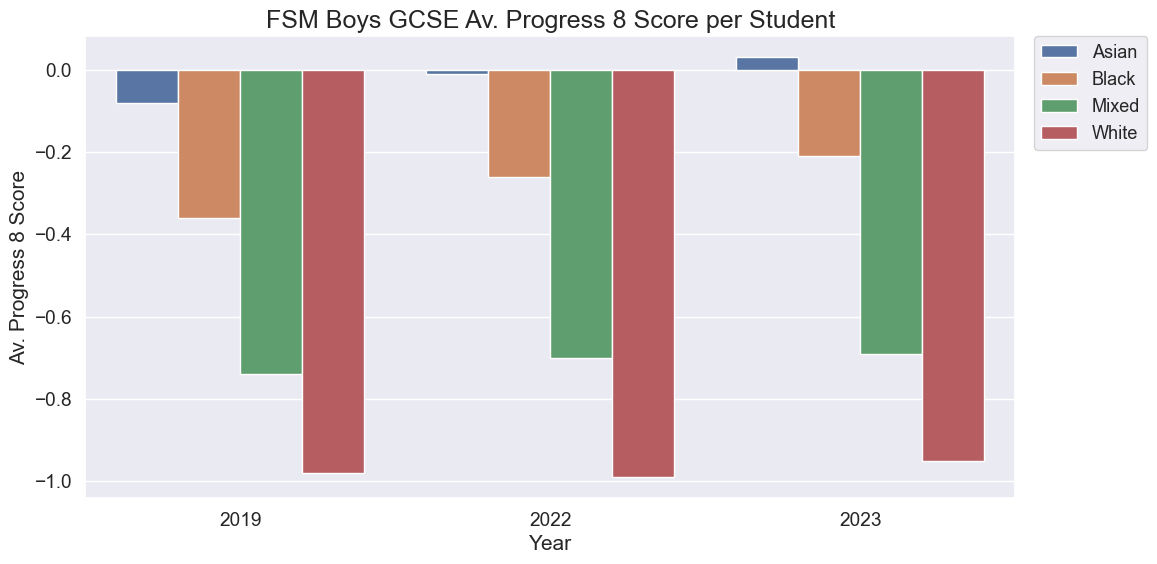 FSM Boys GCSE Av. Progress 8 Score per Student
Asian
Black
Mixed
White
Av. Progress 8 Score
0.0
−0.2
−0.4
−0.6
−0.8
−1.0
2019
2022
2023
Year